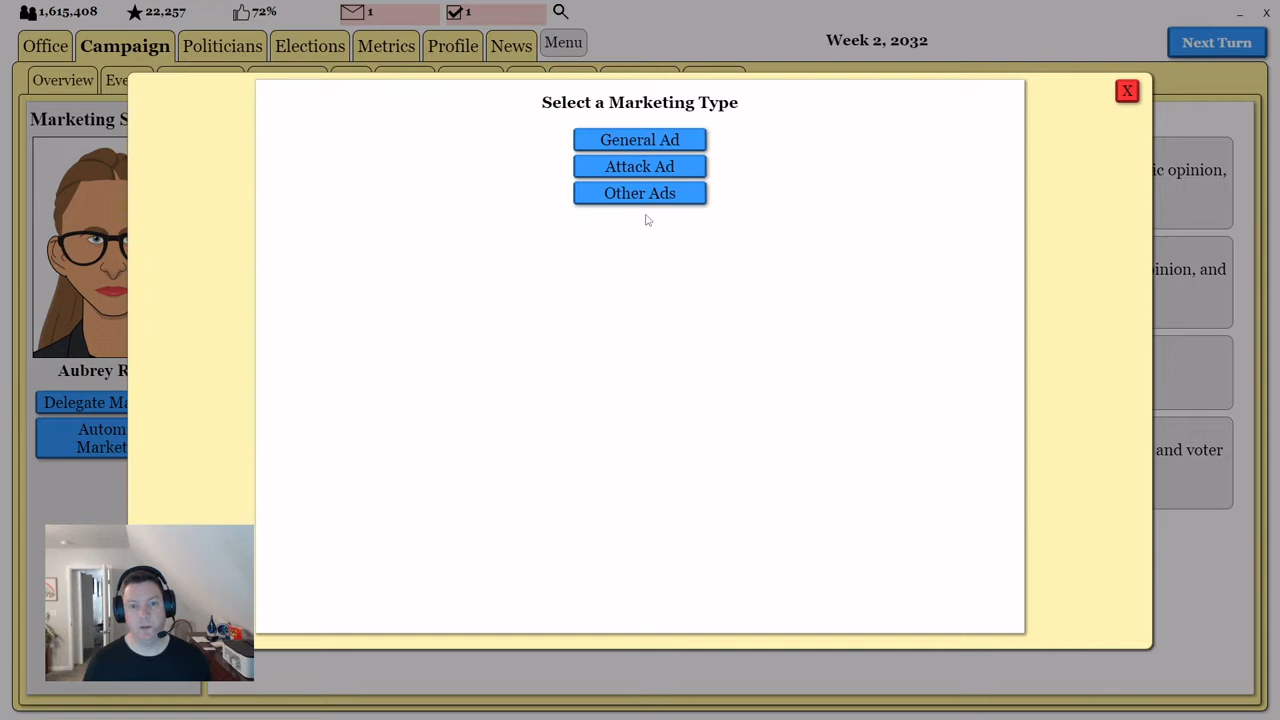 1,615,408
22,257
72%
1
1
Office
Campaign
Politicians
Elections
Metrics
Profile
News
Menu
Week 2, 2032
Next Turn
Overview
X
Select a Marketing Type
General Ad
Attack Ad
Other Ads
Marketing
ic opinion,
inion, and
and voter
Aubrey R
Delegate Ma
Autom
Market